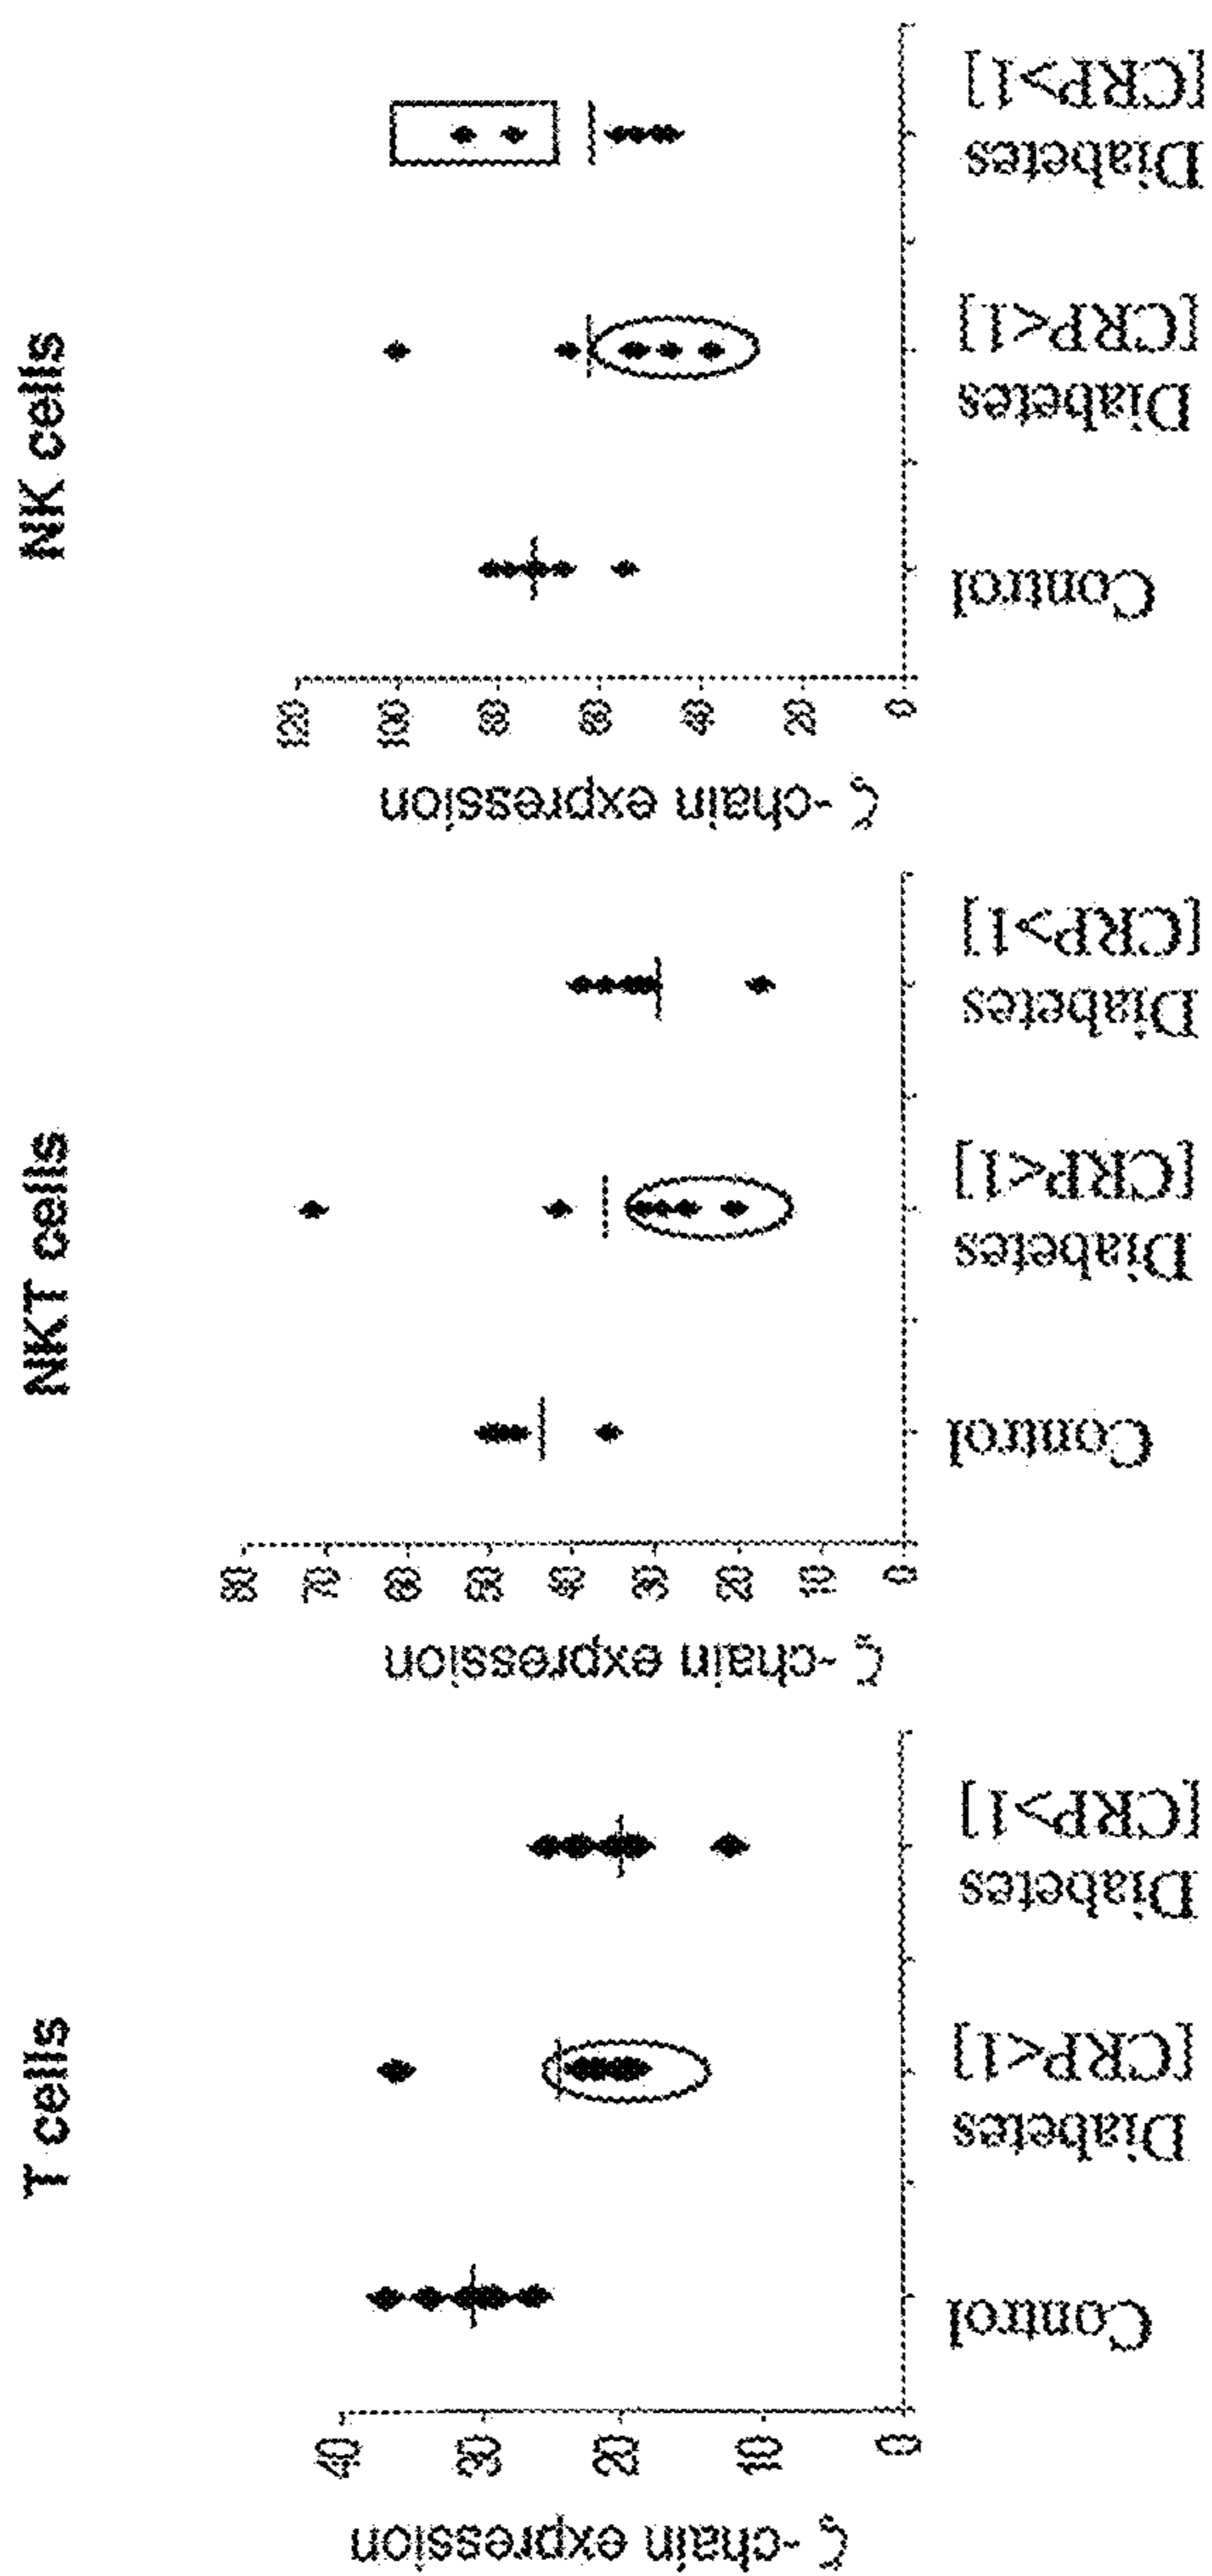 T cells
ζ-chain expression
40
30
20
10
0
Control
Diabetes
[CRP<1]
Diabetes
[CRP>1]
NKT cells
ζ-chain expression
80
70
60
50
40
30
20
10
0
Control
Diabetes
[CRP<1]
Diabetes
[CRP>1]
NK cells
ζ-chain expression
120
100
80
60
40
20
0
Control
Diabetes
[CRP<1]
Diabetes
[CRP>1]